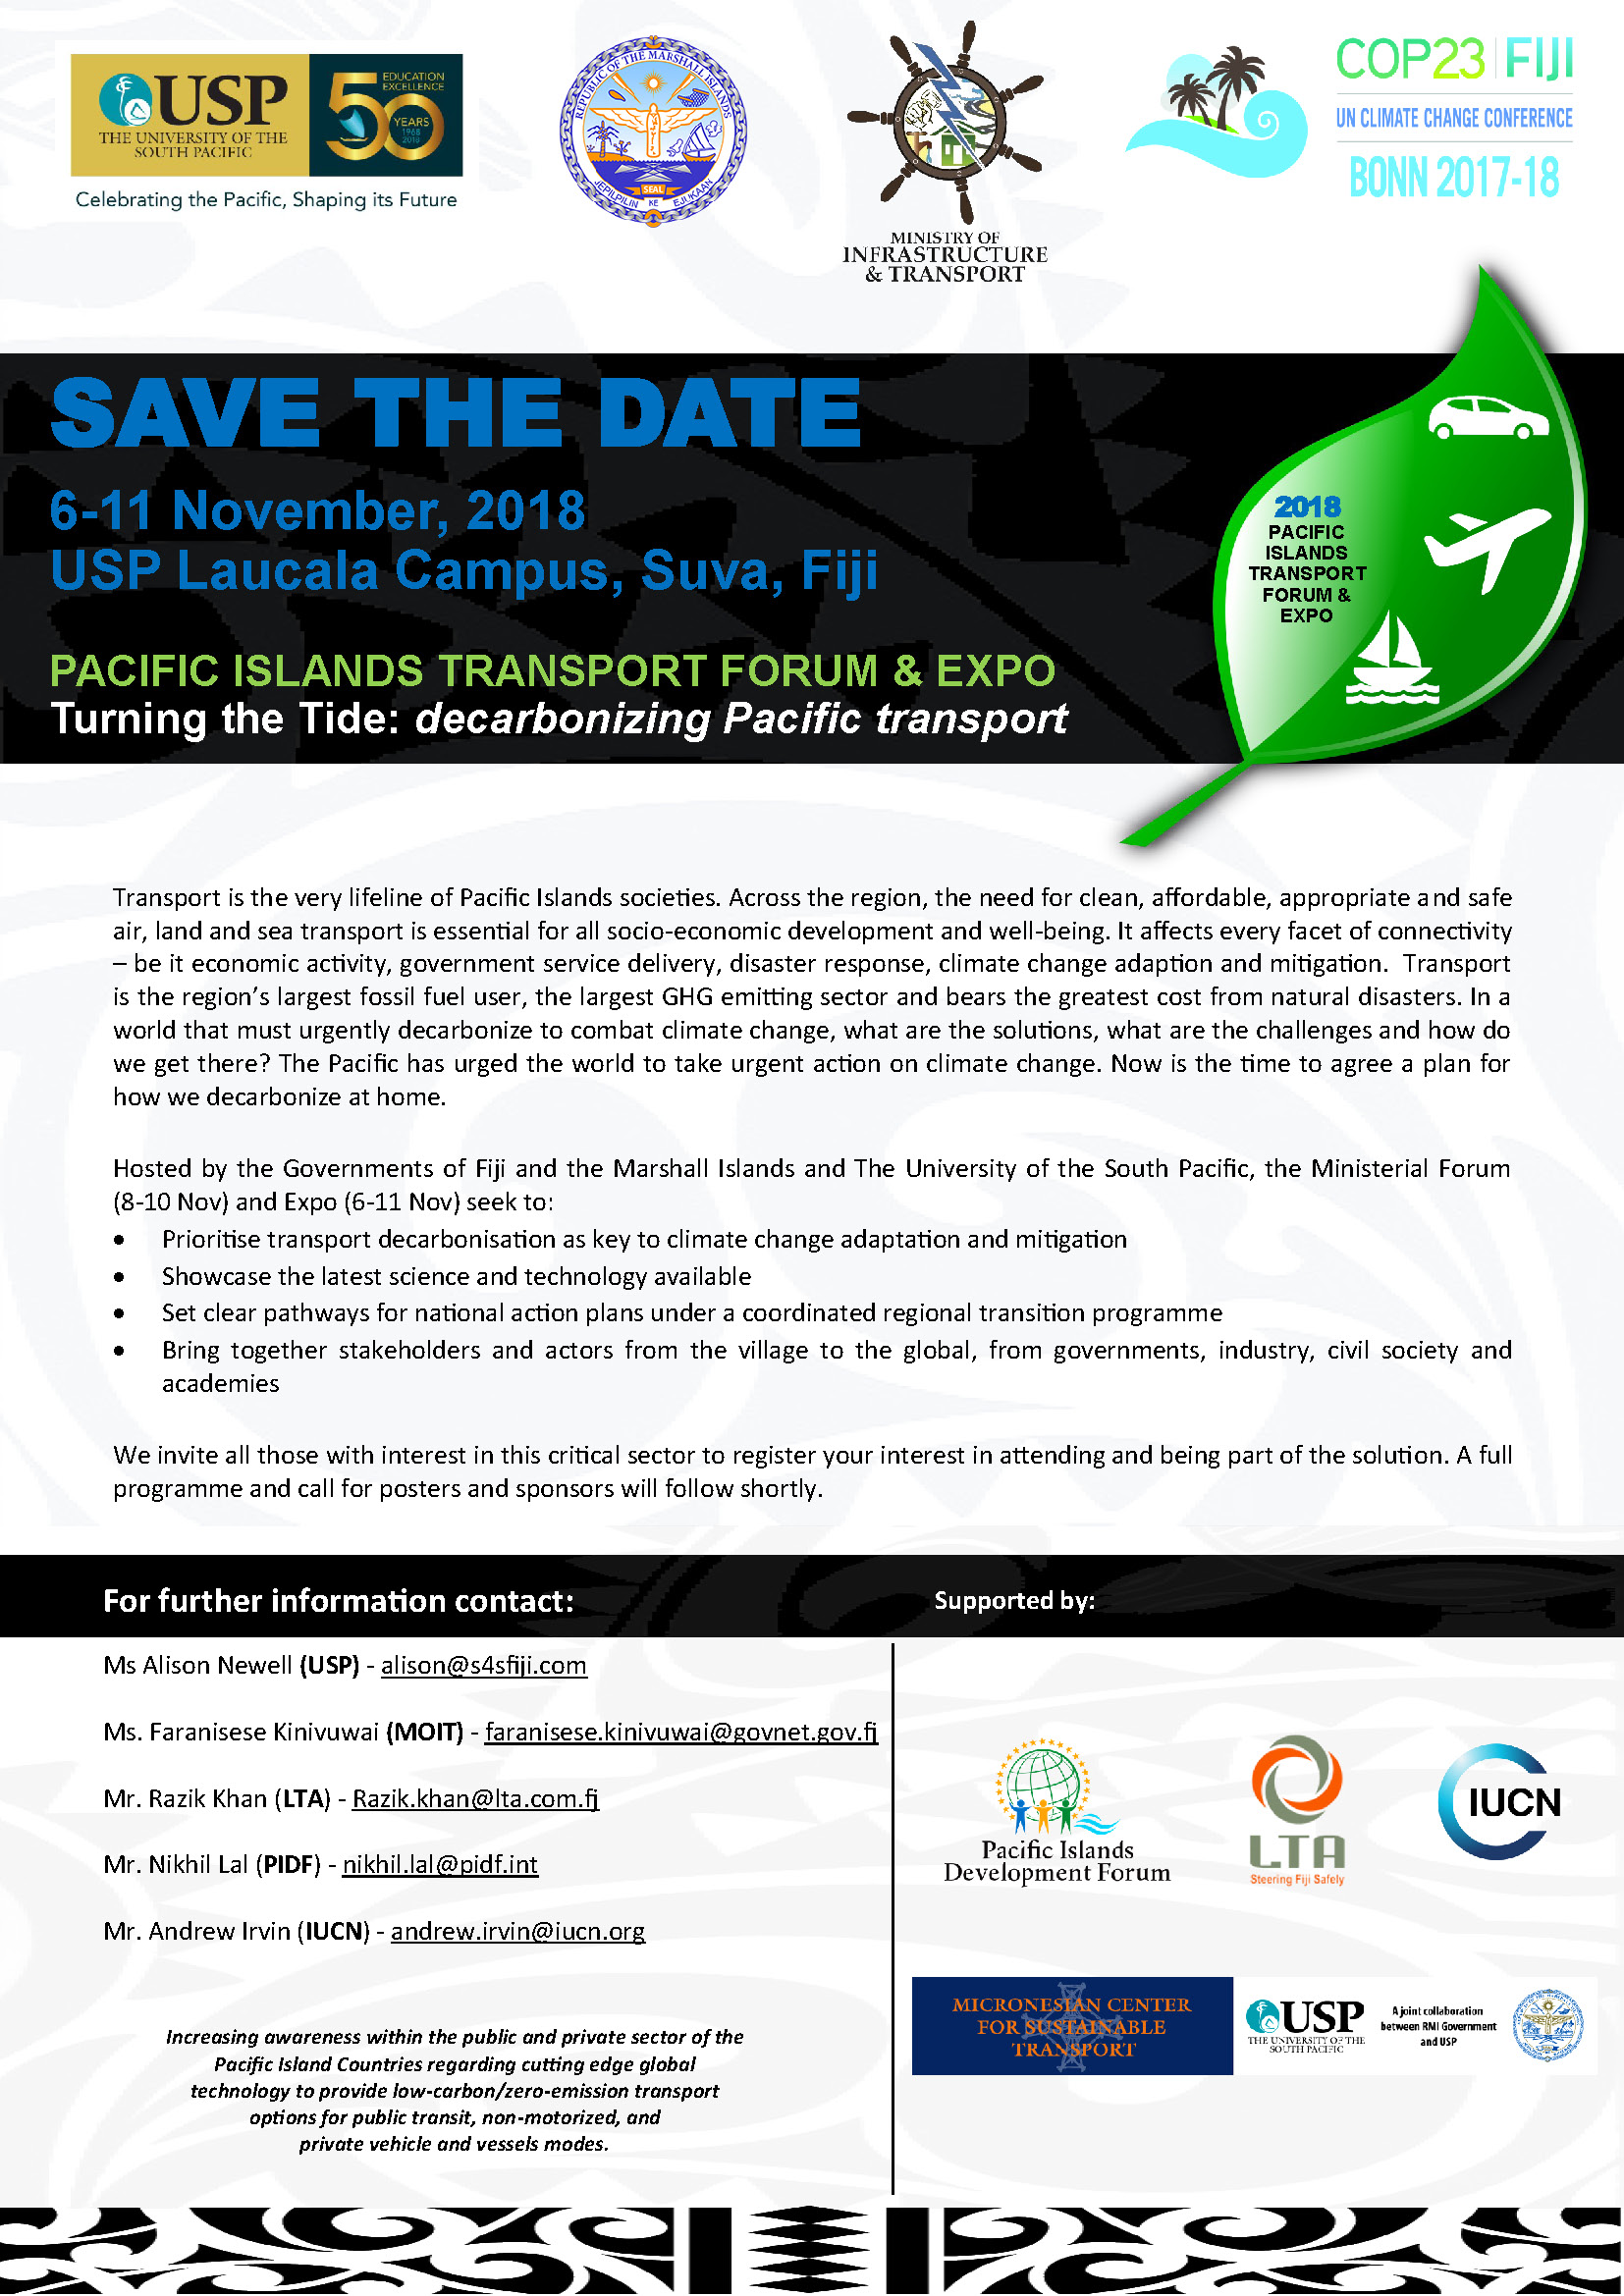 USP
THE UNIVERSITY OF THE
SOUTH PACIFIC
50
EDUCATION
EXCELLENCE
YEARS
1968
2018
Celebrating the Pacific, Shaping its Future
REPUBLIC OF THE MARSHALL ISLANDS
SEAL
JEPILPILIN KE EJUKAAN
MINISTRY OF
INFRASTRUCTURE
& TRANSPORT
COP23 FIJI
UN CLIMATE CHANGE CONFERENCE
BONN 2017-18
SAVE THE DATE
6-11 November, 2018
USP Laucala Campus, Suva, Fiji
PACIFIC ISLANDS TRANSPORT FORUM & EXPO
Turning the Tide: decarbonizing Pacific transport
2018
PACIFIC
ISLANDS
TRANSPORT
FORUM &
EXPO
Transport is the very lifeline of Pacific Islands societies. Across the region, the need for clean, affordable, appropriate and safe
air, land and sea transport is essential for all socio-economic development and well-being. It affects every facet of connectivity
– be it economic activity, government service delivery, disaster response, climate change adaption and mitigation. Transport
is the region's largest fossil fuel user, the largest GHG emitting sector and bears the greatest cost from natural disasters. In a
world that must urgently decarbonize to combat climate change, what are the solutions, what are the challenges and how do
we get there? The Pacific has urged the world to take urgent action on climate change. Now is the time to agree a plan for
how we decarbonize at home.
Hosted by the Governments of Fiji and the Marshall Islands and The University of the South Pacific, the Ministerial Forum
(8-10 Nov) and Expo (6-11 Nov) seek to:
• Prioritise transport decarbonisation as key to climate change adaptation and mitigation
• Showcase the latest science and technology available
• Set clear pathways for national action plans under a coordinated regional transition programme
• Bring together stakeholders and actors from the village to the global, from governments, industry, civil society and
academies
We invite all those with interest in this critical sector to register your interest in attending and being part of the solution. A full
programme and call for posters and sponsors will follow shortly.
For further information contact:
Ms Alison Newell (USP) - alison@s4sfiji.com
Ms. Faranisese Kinivuwai (MOIT) - faranisese.kinivuwai@govnet.gov.fj
Mr. Razik Khan (LTA) - Razik.khan@lta.com.fj
Mr. Nikhil Lal (PIDF) - nikhil.lal@pidf.int
Mr. Andrew Irvin (IUCN) - andrew.irvin@iucn.org
Increasing awareness within the public and private sector of the
Pacific Island Countries regarding cutting edge global
technology to provide low-carbon/zero-emission transport
options for public transit, non-motorized, and
private vehicle and vessels modes.
Supported by:
Pacific Islands
Development Forum
LTA
Steering Fiji Safely
IUCN
MICRONESIAN CENTER
FOR SUSTAINABLE
TRANSPORT
USP
THE UNIVERSITY OF THE
SOUTH PACIFIC
A joint collaboration
between RMI Government
and USP